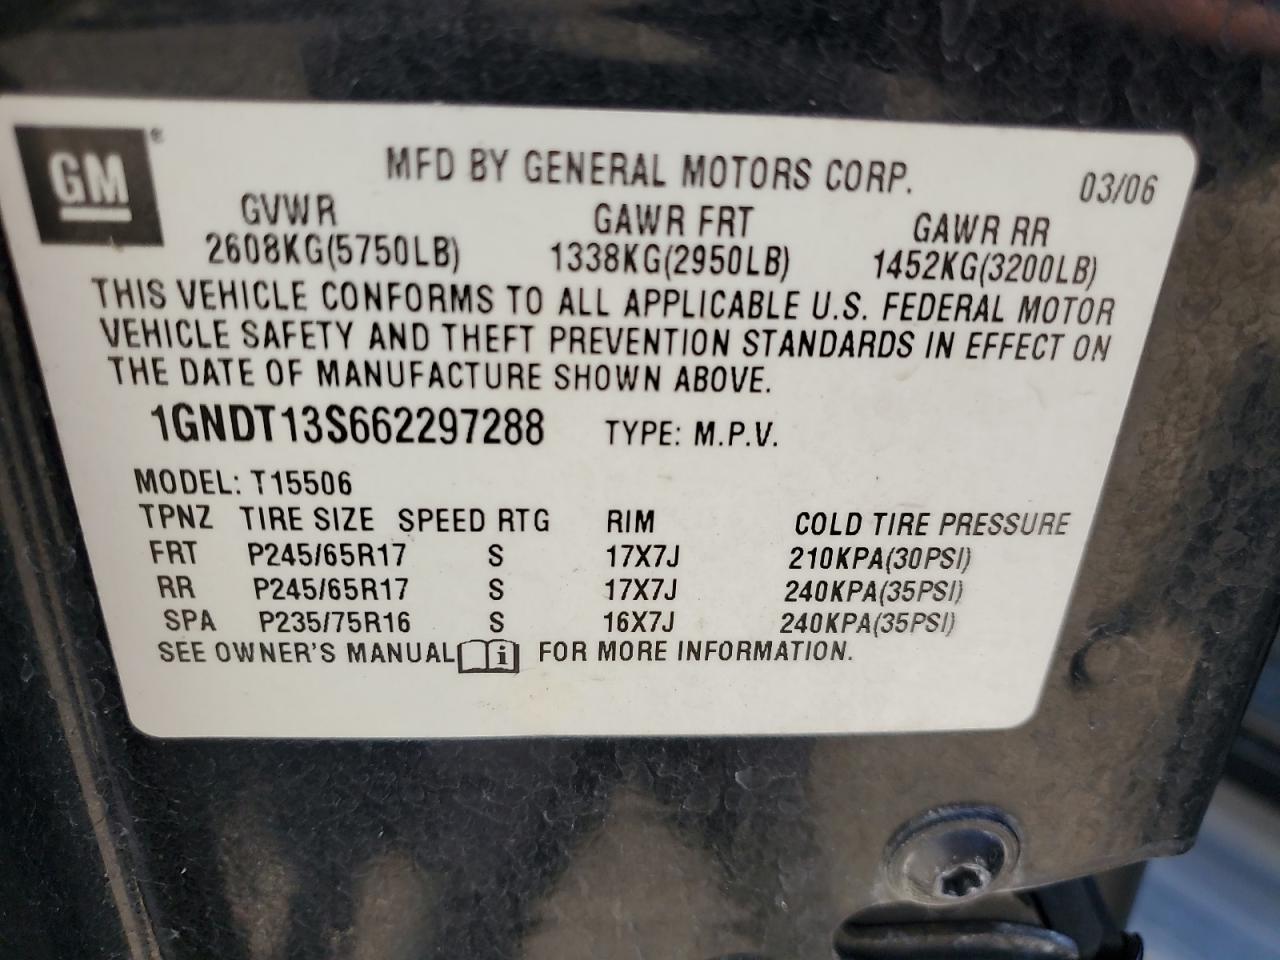 GM ®
MFD BY GENERAL MOTORS CORP. 03/06
GVWR GAWR FRT GAWR RR
2608KG(5750LB) 1338KG(2950LB) 1452KG(3200LB)
THIS VEHICLE CONFORMS TO ALL APPLICABLE U.S. FEDERAL MOTOR
VEHICLE SAFETY AND THEFT PREVENTION STANDARDS IN EFFECT ON
THE DATE OF MANUFACTURE SHOWN ABOVE.
1GNDT13S662297288 TYPE: M.P.V.
MODEL: T15506
TPNZ TIRE SIZE SPEED RTG RIM COLD TIRE PRESSURE
FRT P245/65R17 S 17X7J 210KPA(30PSI)
RR P245/65R17 S 17X7J 240KPA(35PSI)
SPA P235/75R16 S 16X7J 240KPA(35PSI)
SEE OWNER'S MANUAL i FOR MORE INFORMATION.